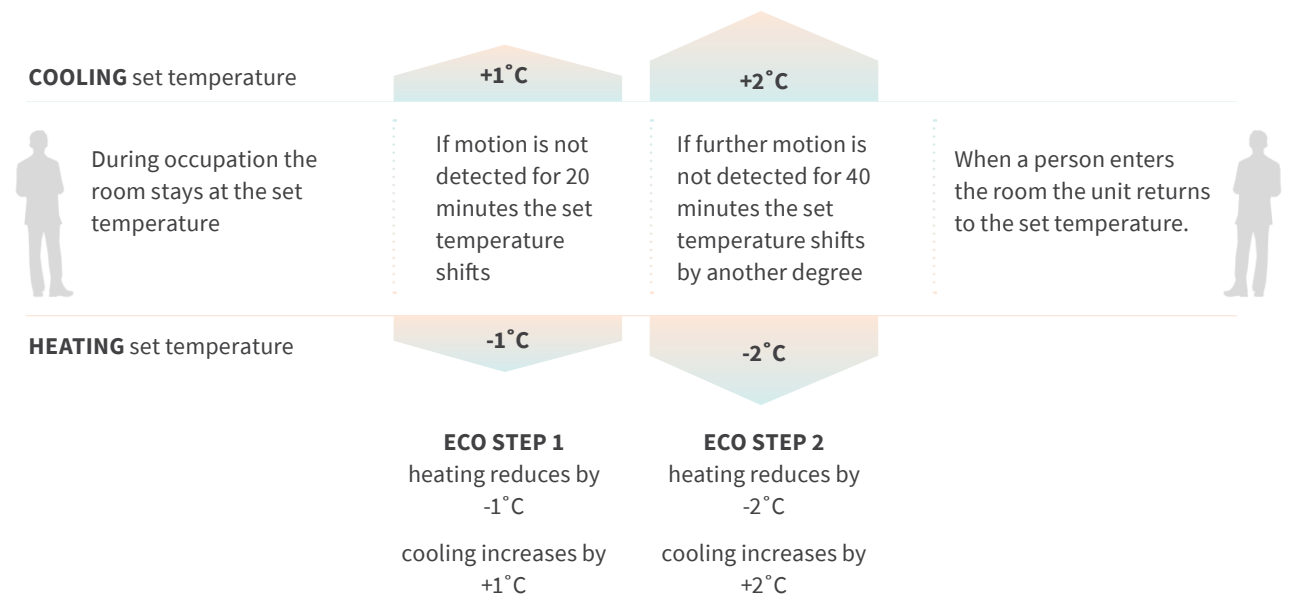 COOLING set temperature
+1˚C
+2˚C
During occupation the
room stays at the set
temperature
If motion is not
detected for 20
minutes the set
temperature
shifts
If further motion is
not detected for 40
minutes the set
temperature shifts
by another degree
When a person enters
the room the unit returns
to the set temperature.
HEATING set temperature
-1˚C
-2˚C
ECO STEP 1
heating reduces by
-1˚C
cooling increases by
+1˚C
ECO STEP 2
heating reduces by
-2˚C
cooling increases by
+2˚C